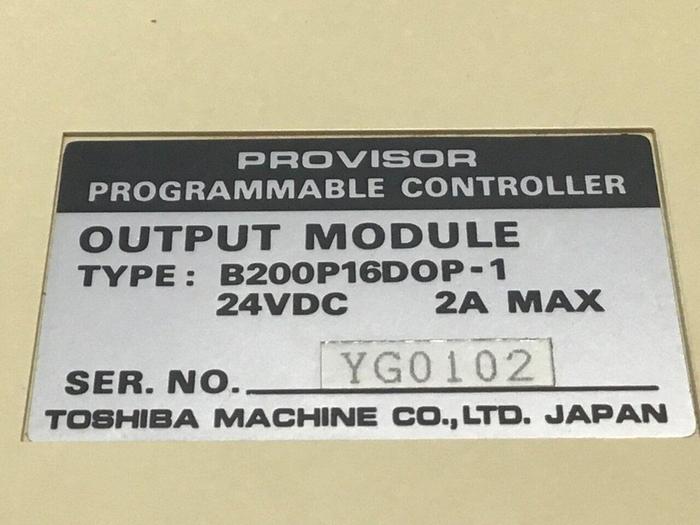 PROVISOR
PROGRAMMABLE CONTROLLER
OUTPUT MODULE
TYPE: B200P16DOP-1
24VDC 2A MAX
SER. NO. YG0102
TOSHIBA MACHINE CO.,LTD. JAPAN